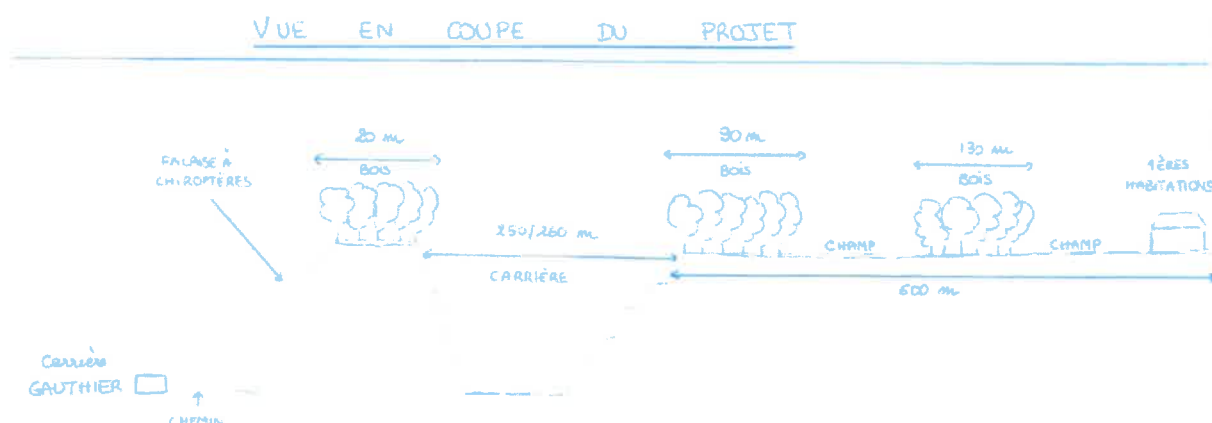 VUE EN COUPE DU PROJET
20 m
BOIS
FALAISE À
CHIROPTÈRES
250/260 m
CARRIÈRE
90 m
BOIS
CHAMP
130 m
BOIS
CHAMP
1ÈRES
HABITATIONS
600 m
Carrière
GAUTHIER
CHEMIN